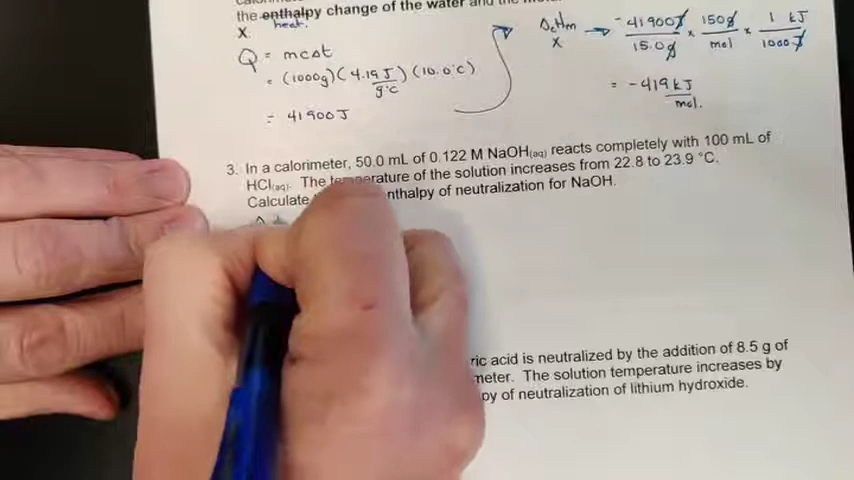 the enthalpy change of the water and the
heat.
X.
Q = mcΔt
= (1000g)(4.19 J/g°C)(10.0°C)
= 41900J
ΔcHm X → -41900J/15.0g × 150g/mol × 1 kJ/1000J
= -419 kJ/mol.
3. In a calorimeter, 50.0 mL of 0.122 M NaOH(aq) reacts completely with 100 mL of
HCl(aq). The temperature of the solution increases from 22.8 to 23.9 °C.
Calculate enthalpy of neutralization for NaOH.
ric acid is neutralized by the addition of 8.5 g of
meter. The solution temperature increases by
py of neutralization of lithium hydroxide.